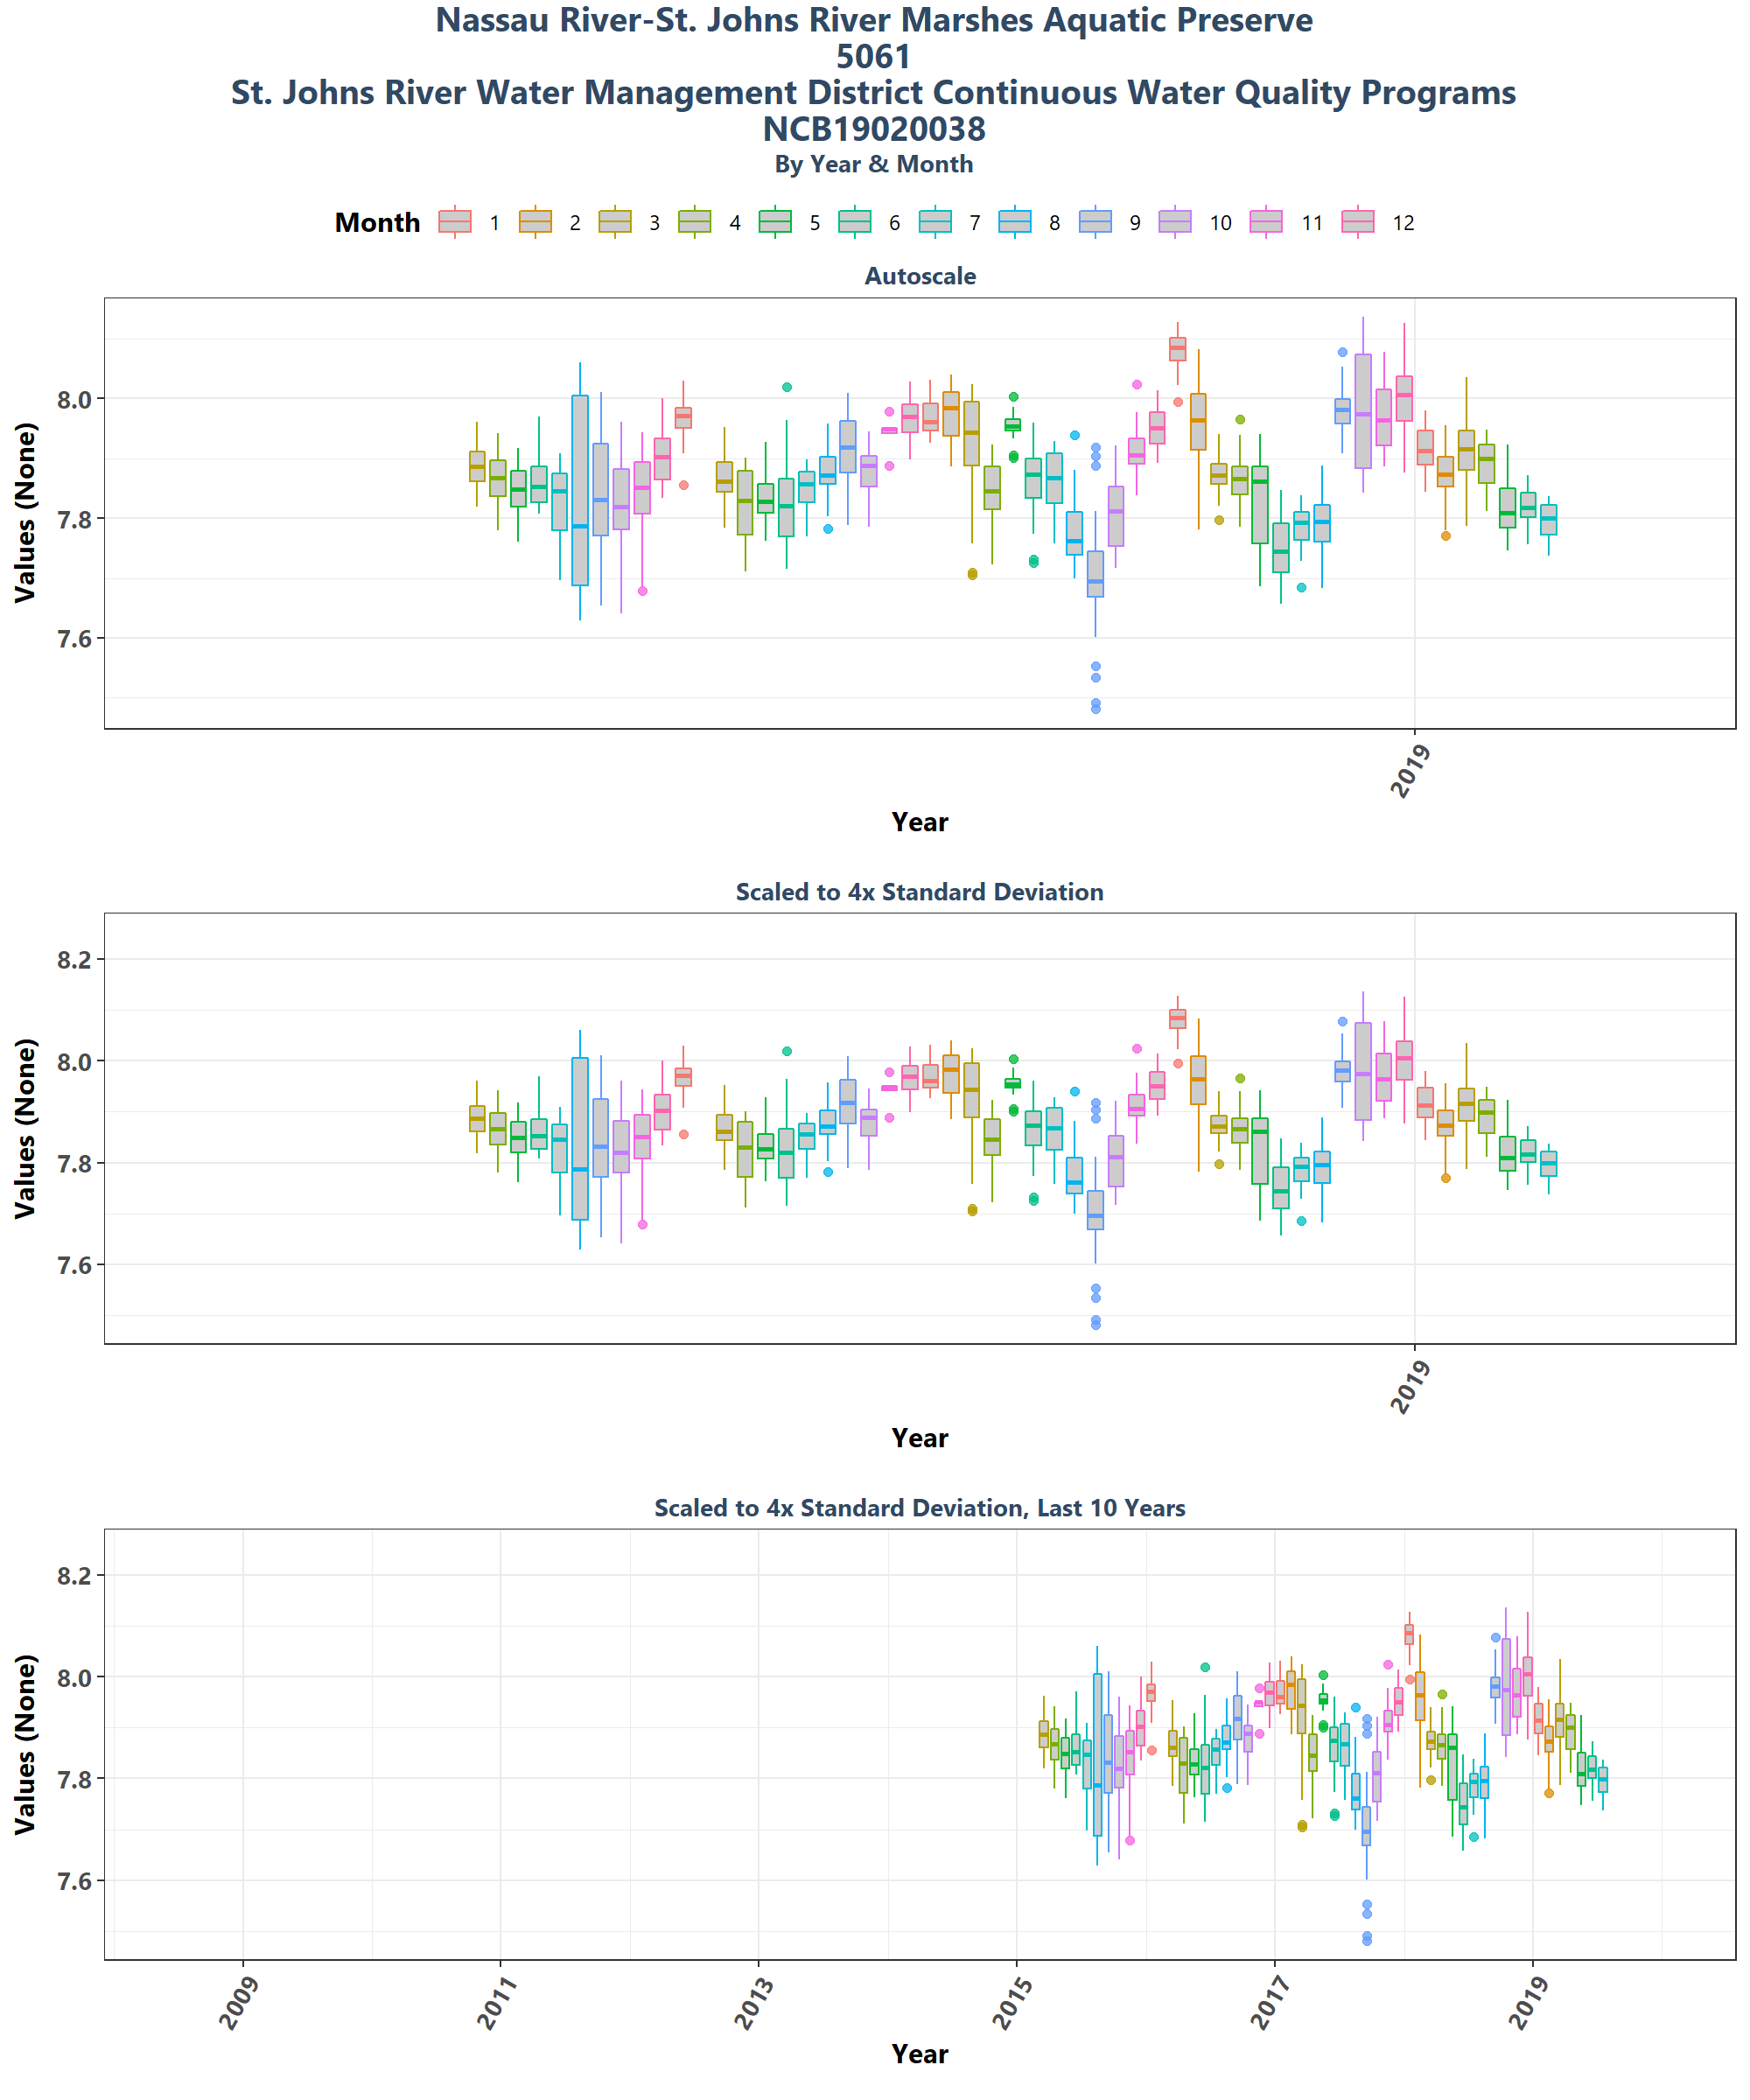 Nassau River-St. Johns River Marshes Aquatic Preserve
5061
St. Johns River Water Management District Continuous Water Quality Programs
NCB19020038
By Year & Month
Month 1 2 3 4 5 6 7 8 9 10 11 12
Autoscale
Values (None)
8.0
7.8
7.6
2019
Year
Scaled to 4x Standard Deviation
Values (None)
8.2
8.0
7.8
7.6
2019
Year
Scaled to 4x Standard Deviation, Last 10 Years
Values (None)
8.2
8.0
7.8
7.6
2009 2011 2013 2015 2017 2019
Year